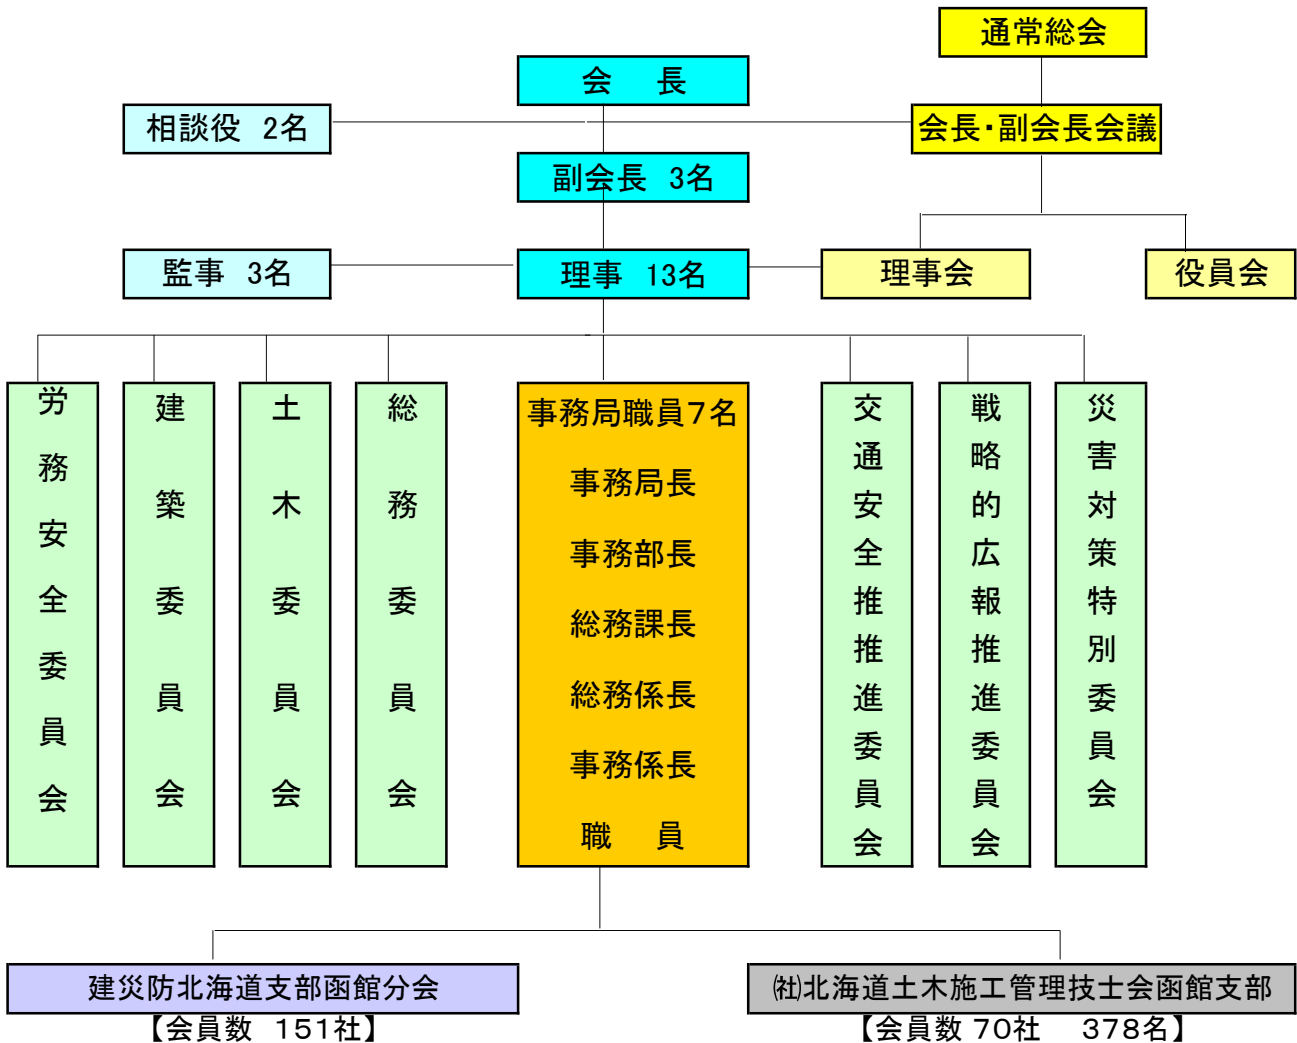 通常総会
会　長
相談役 2名
会長・副会長会議
副会長 3名
監事 3名
理事 13名
理事会
役員会
労務安全委員会
建築委員会
土木委員会
総務委員会
事務局職員7名
事務局長
事務部長
総務課長
総務係長
事務係長
職　員
交通安全推推進委員会
戦略的広報推進委員会
災害対策特別委員会
建災防北海道支部函館分会
【会員数 151社】
㈳北海道土木施工管理技士会函館支部
【会員数 70社　378名】